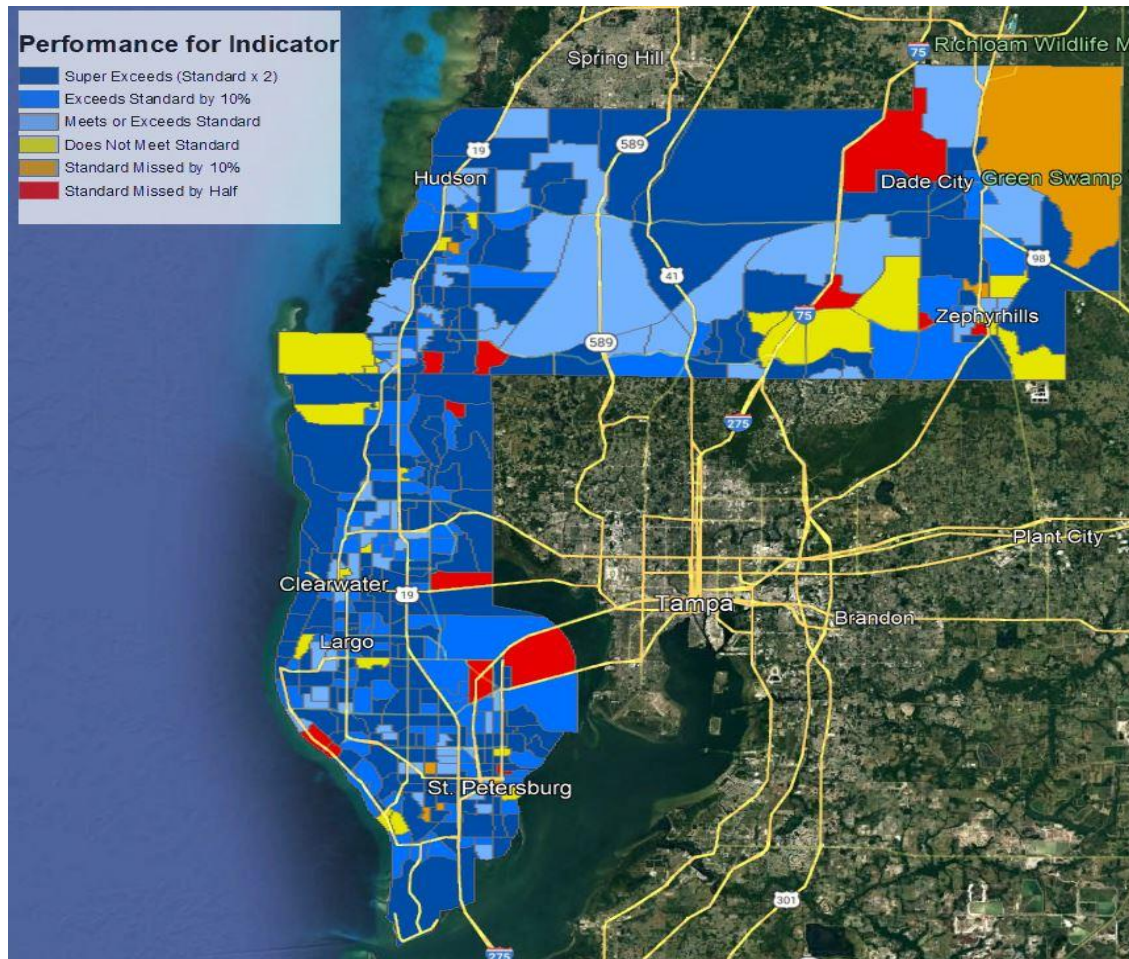 Performance for Indicator
Super Exceeds (Standard x 2)
Exceeds Standard by 10%
Meets or Exceeds Standard
Does Not Meet Standard
Standard Missed by 10%
Standard Missed by Half
Spring Hill
75
Richloam Wildlife M
19
589
Hudson
Dade City
Green Swamp
41
98
75
Zephyrhills
589
275
Plant City
Clearwater
19
Tampa
Brandon
Largo
St. Petersburg
301
275